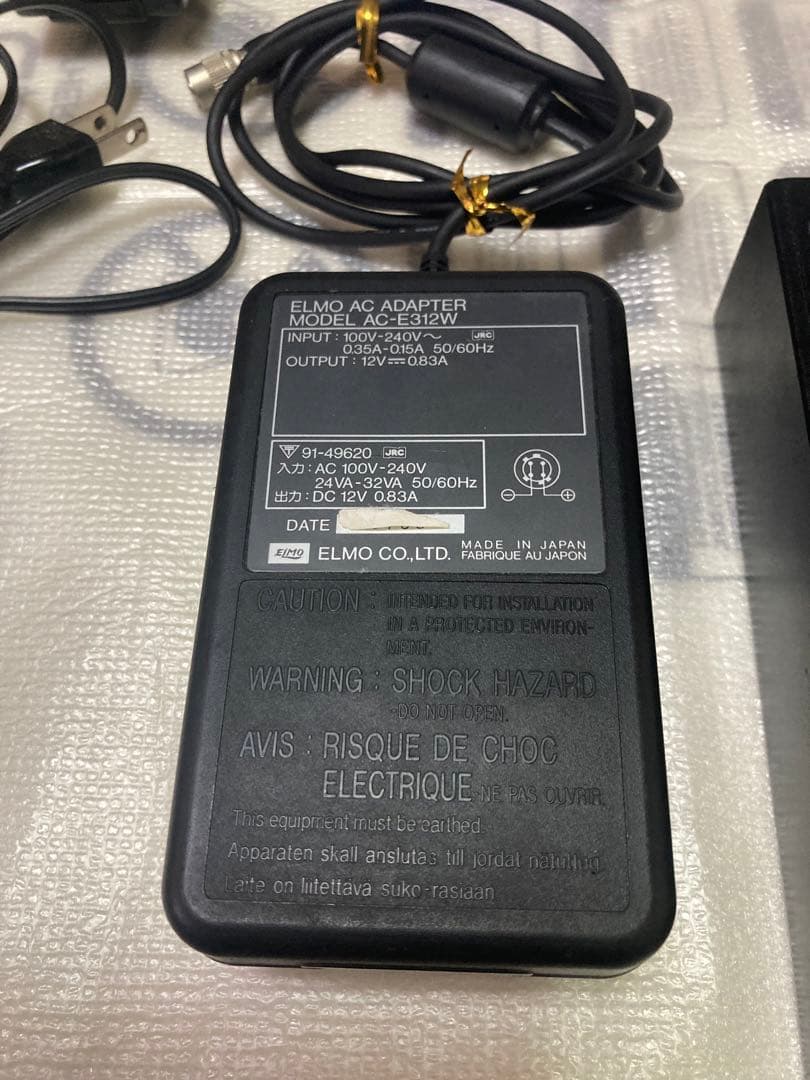 ELMO AC ADAPTER
MODEL AC-E312W
INPUT : 100V-240V～ JRC
0.35A-0.15A 50/60Hz
OUTPUT : 12V⎓0.83A
T 91-49620 JRC
入力 : AC 100V-240V
24VA-32VA 50/60Hz
出力 : DC 12V 0.83A
⊖ ⊕
DATE
ELMO ELMO CO.,LTD. MADE IN JAPAN
FABRIQUE AU JAPON
CAUTION : INTENDED FOR INSTALLATION
IN A PROTECTED ENVIRON-
MENT.
WARNING : SHOCK HAZARD
-DO NOT OPEN.
AVIS : RISQUE DE CHOC
ELECTRIQUE -NE PAS OUVRIR.
This equipment must be earthed.
Apparaten skall anslutas till jordat nätuttag
Laite on liitettävä suko-rasiaan